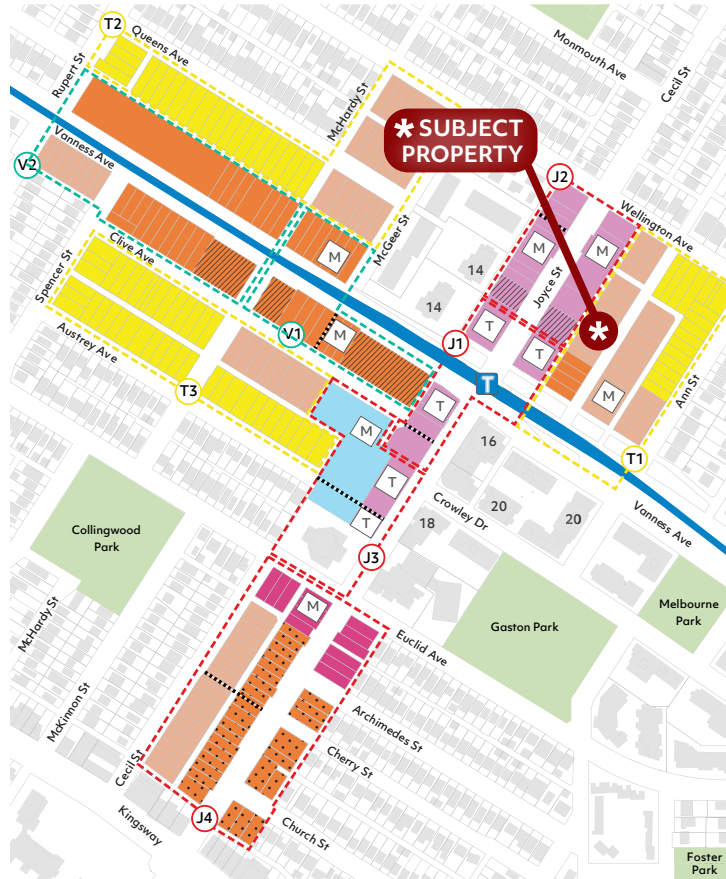 T2
Queens Ave
Monmouth Ave
Cecil St
Rupert St
McHardy St
* SUBJECT
PROPERTY
Vanness Ave
V2
J2
Wellington Ave
McGeer St
M
M
M
Clive Ave
14
Joyce St
Spencer St
14
*
V1
M
J1
T
T
Austrey Ave
T
Ann St
T3
M
T
M
T1
16
T
Crowley Dr
20
20
Vanness Ave
18
T
Collingwood
Park
J3
McHardy St
M
Gaston Park
Melbourne
Park
Euclid Ave
McKinnon St
Archimedes St
Cherry St
Cecil St
Kingsway
J4
Church St
Foster
Park